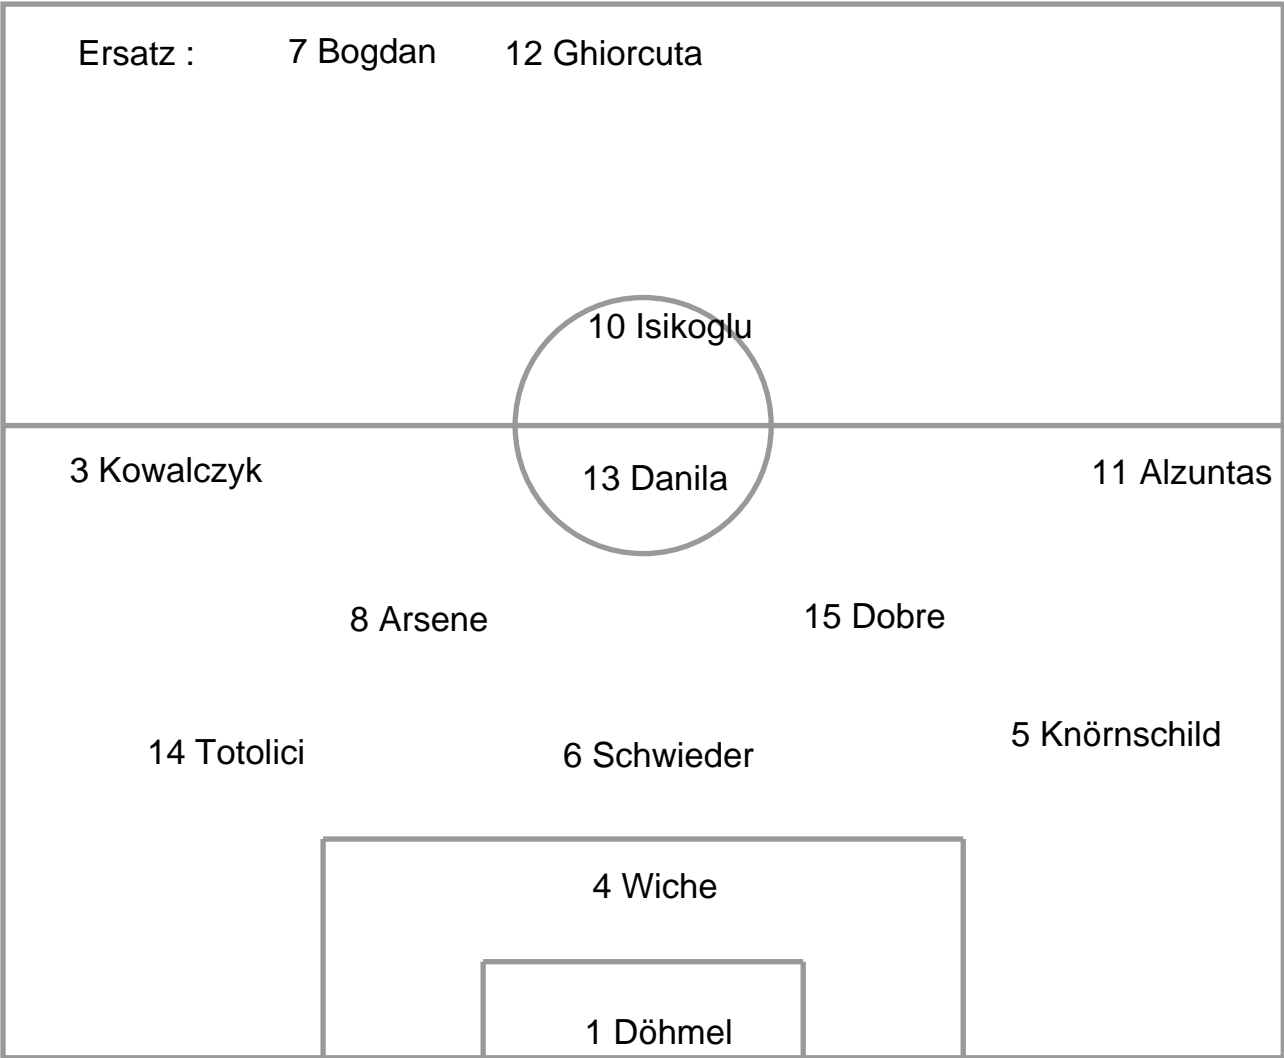 Ersatz : 7 Bogdan 12 Ghiorcuta
10 Isikoglu
3 Kowalczyk 13 Danila 11 Alzuntas
8 Arsene 15 Dobre
14 Totolici 6 Schwieder 5 Knörnschild
4 Wiche
1 Döhmel